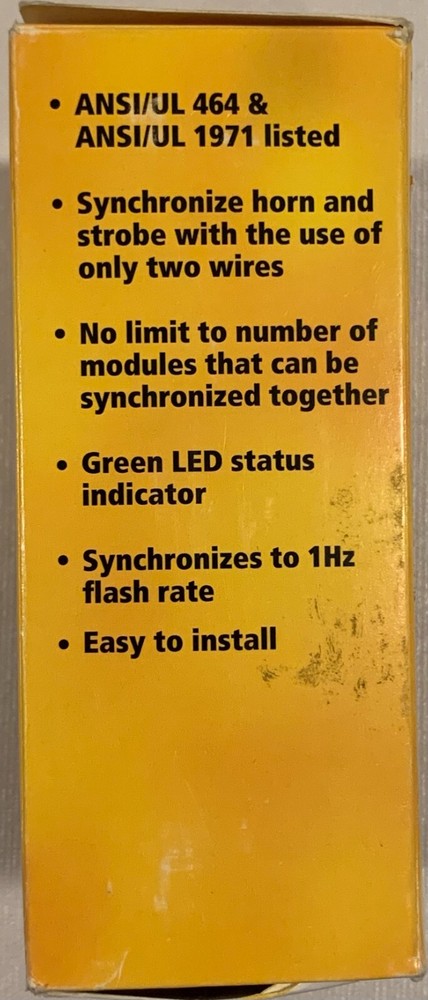 • ANSI/UL 464 &
ANSI/UL 1971 listed
• Synchronize horn and
strobe with the use of
only two wires
• No limit to number of
modules that can be
synchronized together
• Green LED status
indicator
• Synchronizes to 1Hz
flash rate
• Easy to install